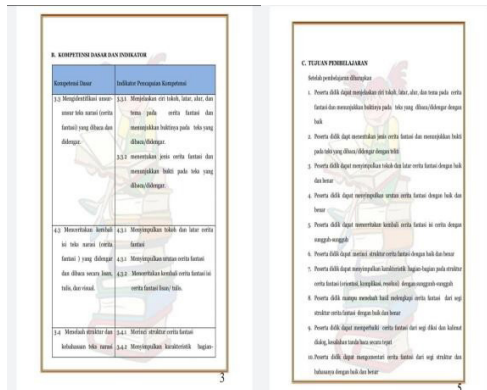 B. KOMPETENSI DASAR DAN INDIKATOR
Kompetensi Dasar
Indikator Pencapaian Kompetensi
3.3 Mengidentifikasi unsur-
unsur teks narasi (cerita
fantasi) yang dibaca dan
didengar.
3.3.1 Menjelaskan ciri tokoh, latar, alur, dan
tema pada cerita fantasi dan
menunjukkan buktinya pada teks yang
dibaca/didengar.
3.3.2 menentukan jenis cerita fantasi dan
menunjukkan bukti pada teks yang
dibaca/didengar.
4.3 Menceritakan kembali
isi teks narasi (cerita
fantasi ) yang didengar
dan dibaca secara lisan,
tulis, dan visual.
4.3.1 Menyimpulkan tokoh dan latar cerita
fantasi
4.3.1 Menyimpulkan urutan cerita fantasi
4.3.2 Menceritakan kembali cerita fantasi isi
cerita fantasi lisan/ tulis.
3.4 Menelaah struktur dan
kebahasaan teks narasi
3.4.1 Merinci struktur cerita fantasi
3.4.2 Menyimpulkan karakteristik bagian-
3
C. TUJUAN PEMBELAJARAN
Setelah pembelajaran diharapkan
1. Peserta didik dapat menjelaskan ciri tokoh, latar, alur, dan tema pada cerita
fantasi dan menunjukkan buktinya pada teks yang dibaca/didengar dengan
baik
2. Peserta didik dapat menentukan jenis cerita fantasi dan menunjukkan bukti
pada teks yang dibaca/didengar dengan teliti
3. Peserta didik dapat menyimpulkan tokoh dan latar cerita fantasi dengan baik
dan benar
4. Peserta didik dapat menyimpulkan urutan cerita fantasi dengan baik dan
benar
5. Peserta didik dapat menceritakan kembali cerita fantasi isi cerita dengan
sungguh-sungguh
6. Peserta didik dapat merinci struktur cerita fantasi dengan baik dan benar
7. Peserta didik dapat menyimpulkan karakteristik bagian-bagian pada struktur
cerita fantasi (orientasi, komplikasi, resolusi) dengan sungguh-sungguh
8. Peserta didik mampu menelaah hasil melengkapi cerita fantasi dari segi
struktur cerita fantasi dengan baik dan benar
9. Peserta didik dapat memperbaiki cerita fantasi dari segi diksi dan kalimat
dialog, kesalahan tanda baca secara tepat
10. Peserta didik dapat mengomentari cerita fantasi dari segi struktur dan
bahasanya dengan baik dan benar
5